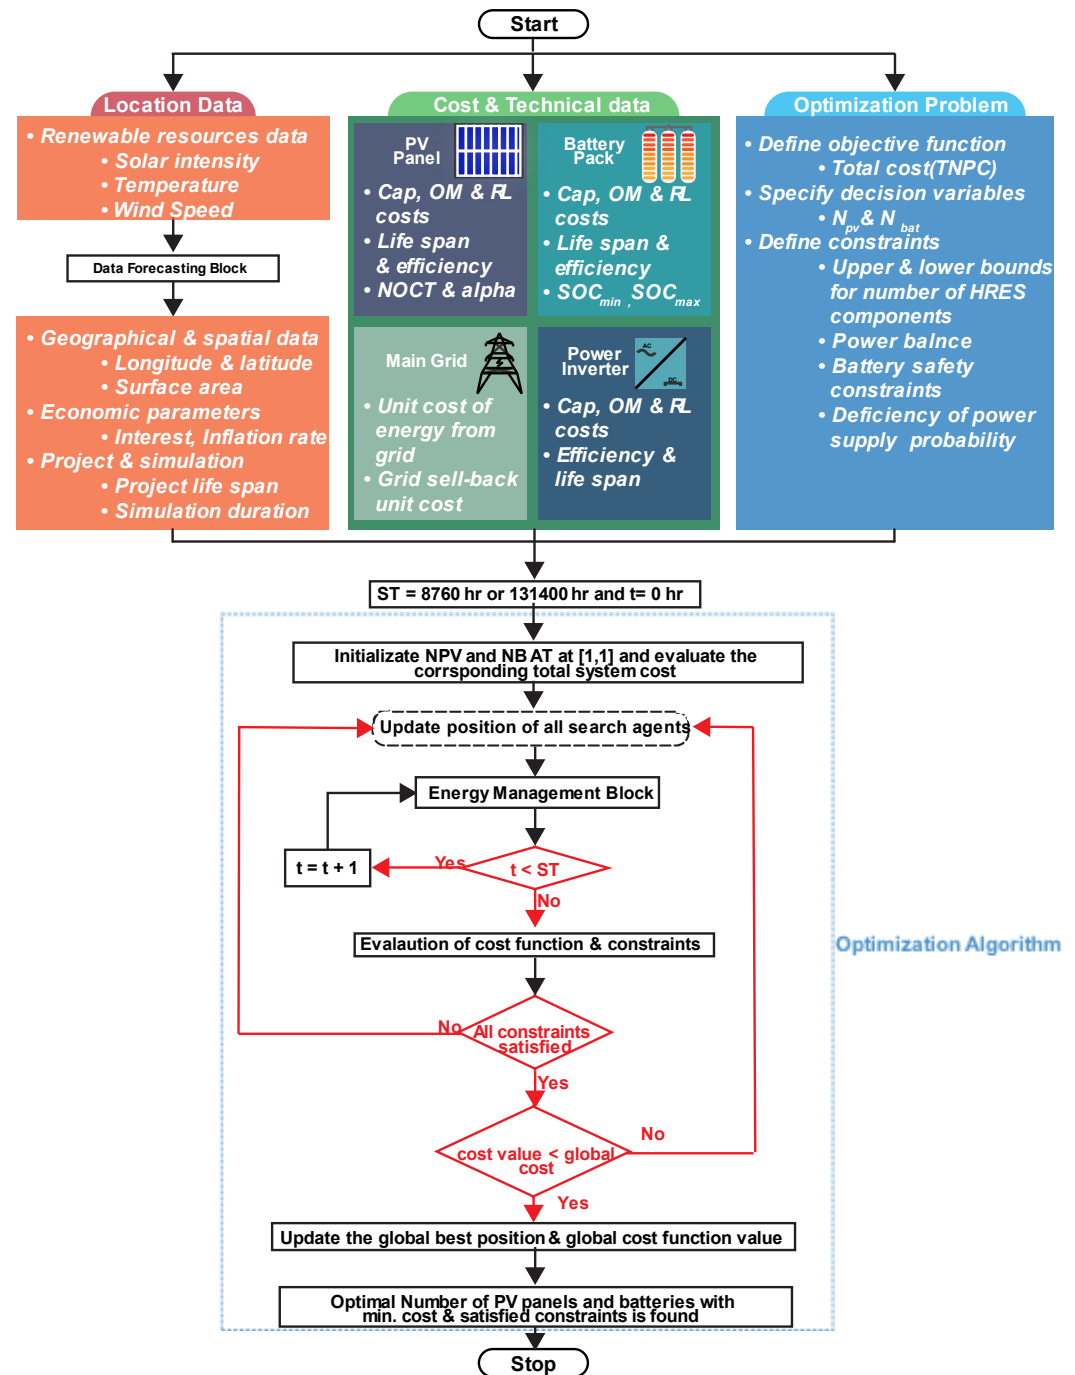 Start
Location Data
• Renewable resources data
• Solar intensity
• Temperature
• Wind Speed
Data Forecasting Block
• Geographical & spatial data
• Longitude & latitude
• Surface area
• Economic parameters
• Interest, Inflation rate
• Project & simulation
• Project life span
• Simulation duration
Cost & Technical data
PV
Panel
• Cap, OM & RL
costs
• Life span
& efficiency
• NOCT & alpha
Battery
Pack
• Cap, OM & RL
costs
• Life span &
efficiency
• SOCmin ,SOCmax
Main Grid
• Unit cost of
energy from
grid
• Grid sell-back
unit cost
Power
Inverter
AC
DC
• Cap, OM & RL
costs
• Efficiency &
life span
Optimization Problem
• Define objective function
• Total cost(TNPC)
• Specify decision variables
• Npv & N bat
• Define constraints
• Upper & lower bounds
for number of HRES
components
• Power balnce
• Battery safety
constraints
• Deficiency of power
supply probability
ST = 8760 hr or 131400 hr and t= 0 hr
Initializate NPV and NBAT at [1,1] and evaluate the
corrsponding total system cost
Update position of all search agents
Energy Management Block
t < ST
Yes
t = t + 1
No
Evalaution of cost function & constraints
Optimization Algorithm
All constraints
satisfied
No
Yes
cost value < global
cost
No
Yes
Update the global best position & global cost function value
Optimal Number of PV panels and batteries with
min. cost & satisfied constraints is found
Stop